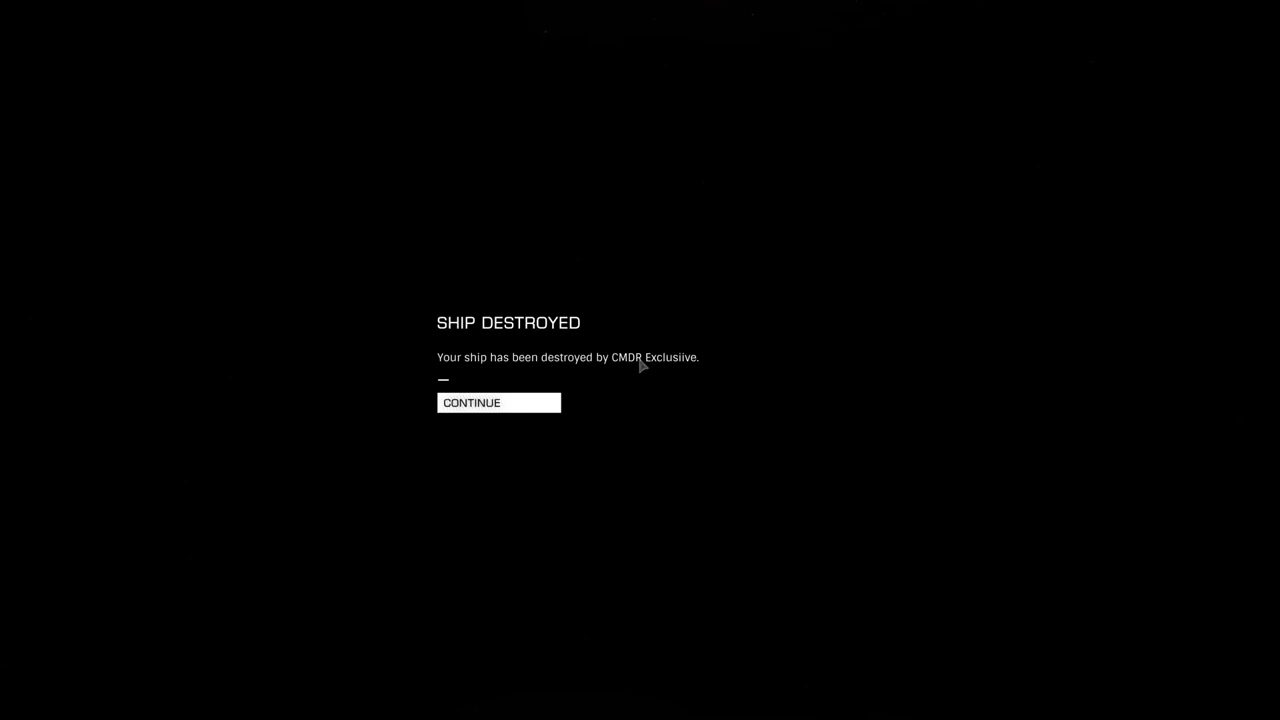 SHIP DESTROYED
Your ship has been destroyed by CMDR Exclusiive.
CONTINUE